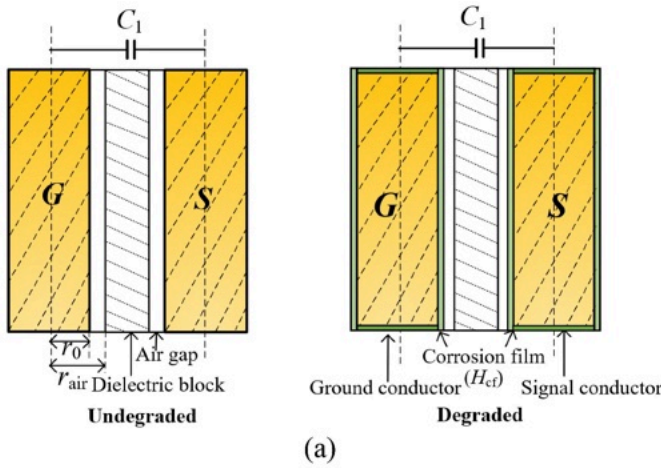 C1
G
S
r0
rair
Air gap
Dielectric block
Undegraded
C1
G
S
Corrosion film
(Hcf)
Ground conductor
Signal conductor
Degraded
(a)